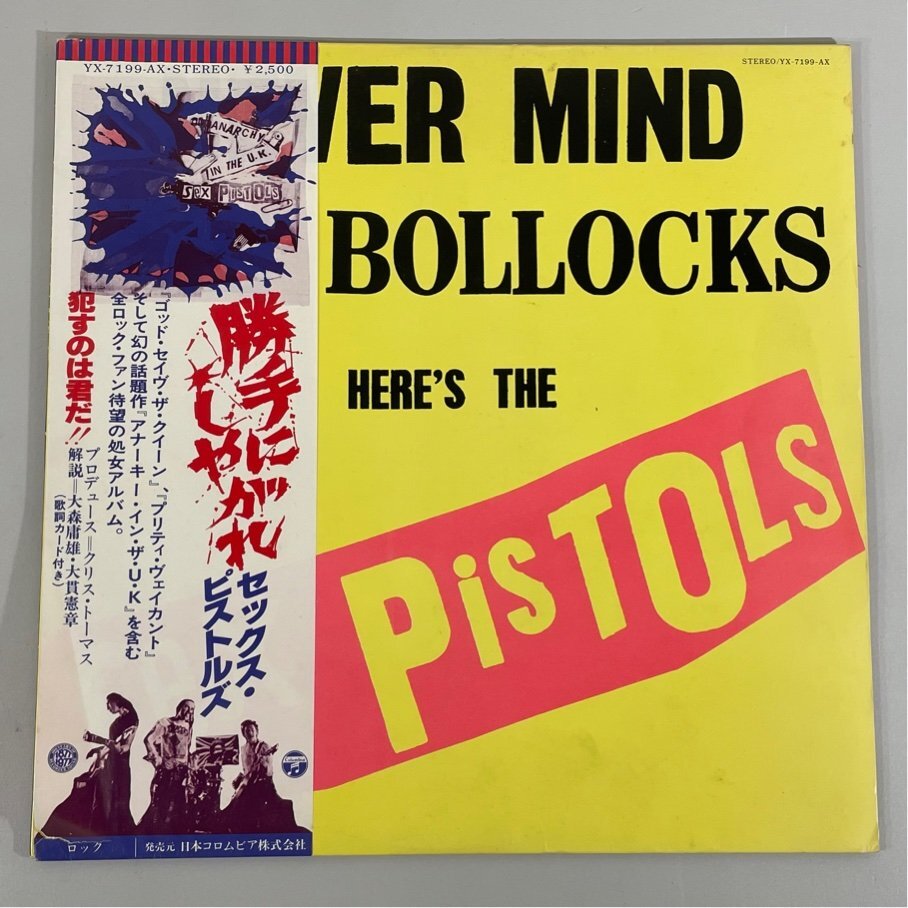 YX-7199-AX・STEREO・¥2,500
ANARCHY
IN THE U.K.
SEX PISTOLS
勝手に
しやがれ
セックス・
ピストルズ
『ゴッド・セイヴ・ザ・クイーン』、『プリティ・ヴェイカント』
そして幻の話題作『アナーキー・イン・ザ・U・K』を含む
全ロック・ファン待望の処女アルバム。
犯すのは君だ!!
プロデュース=クリス・トーマス
解説=大森庸雄・大貫憲章
(歌詞カード付き)
1977
Columbia
ロック
発売元 日本コロムビア株式会社
STEREO/YX-7199-AX
VER MIND
BOLLOCKS
HERE'S THE
PiSTOLS